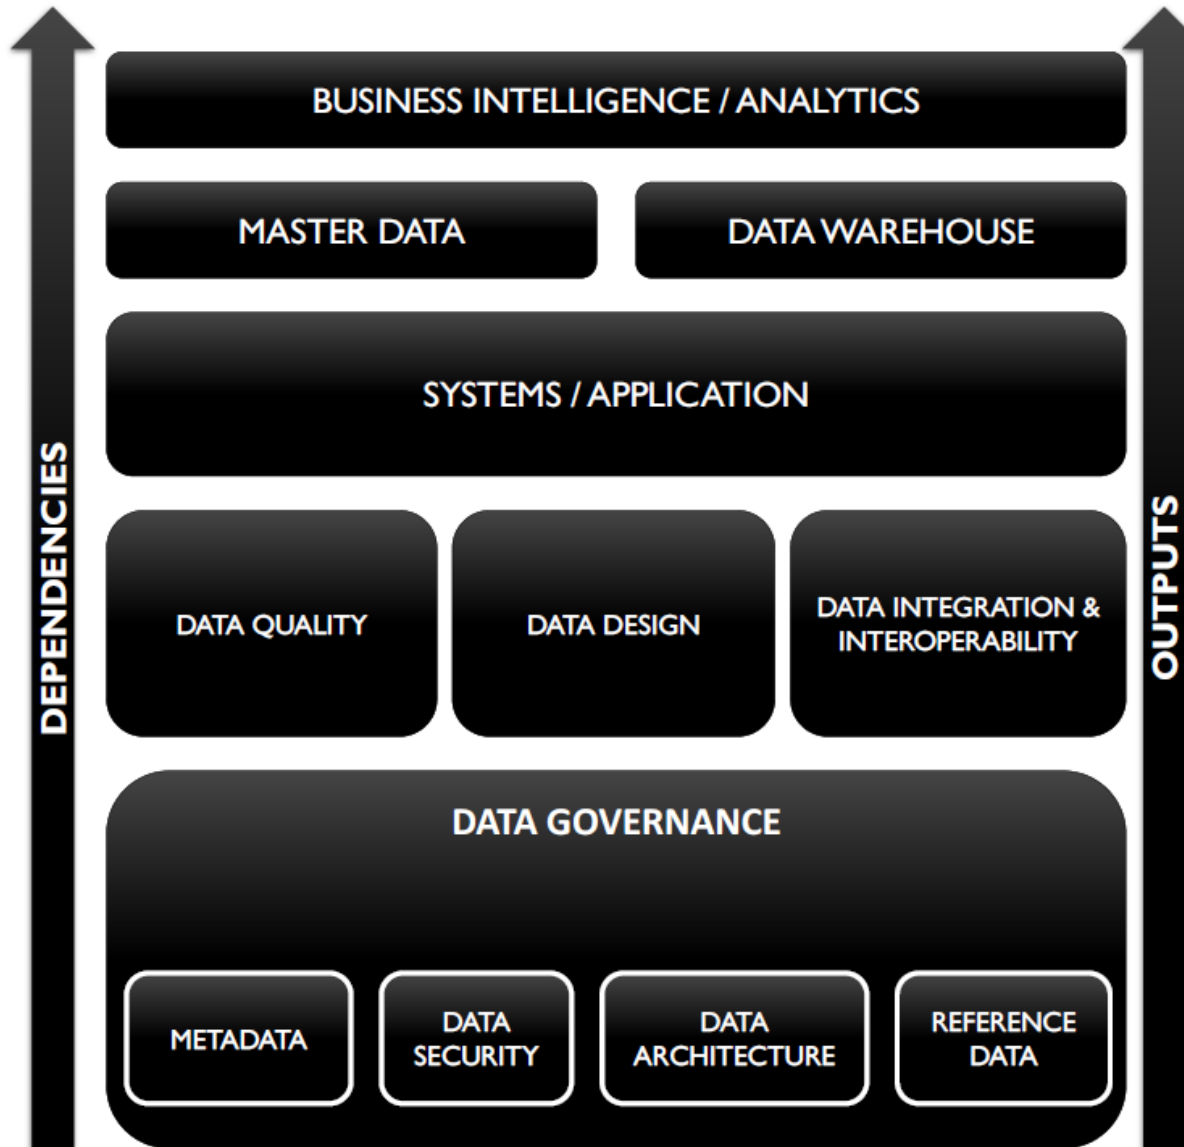 BUSINESS INTELLIGENCE / ANALYTICS
MASTER DATA
DATA WAREHOUSE
SYSTEMS / APPLICATION
DEPENDENCIES
OUTPUTS
DATA QUALITY
DATA DESIGN
DATA INTEGRATION &
INTEROPERABILITY
DATA GOVERNANCE
METADATA
DATA
SECURITY
DATA
ARCHITECTURE
REFERENCE
DATA